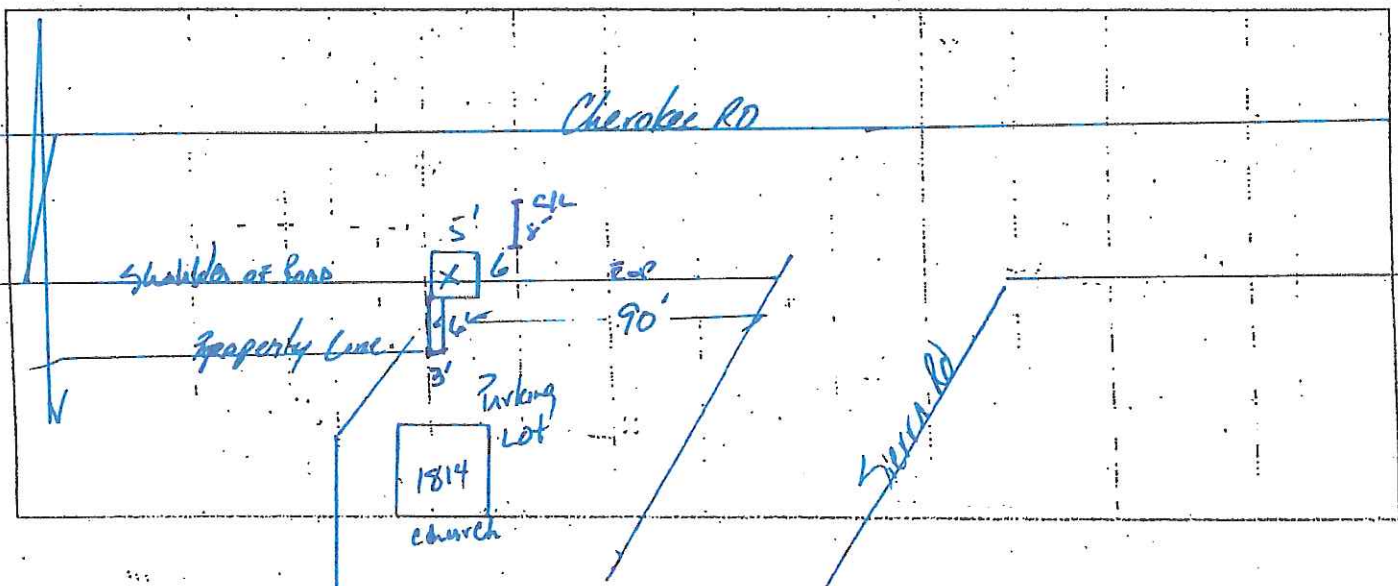 Cherokee RD
C/L
8'
5'
Shoulder of Road
X
6
EOP
6'
90'
Property Line
3'
Parking
Lot
Sierra Rd
N
1814
church